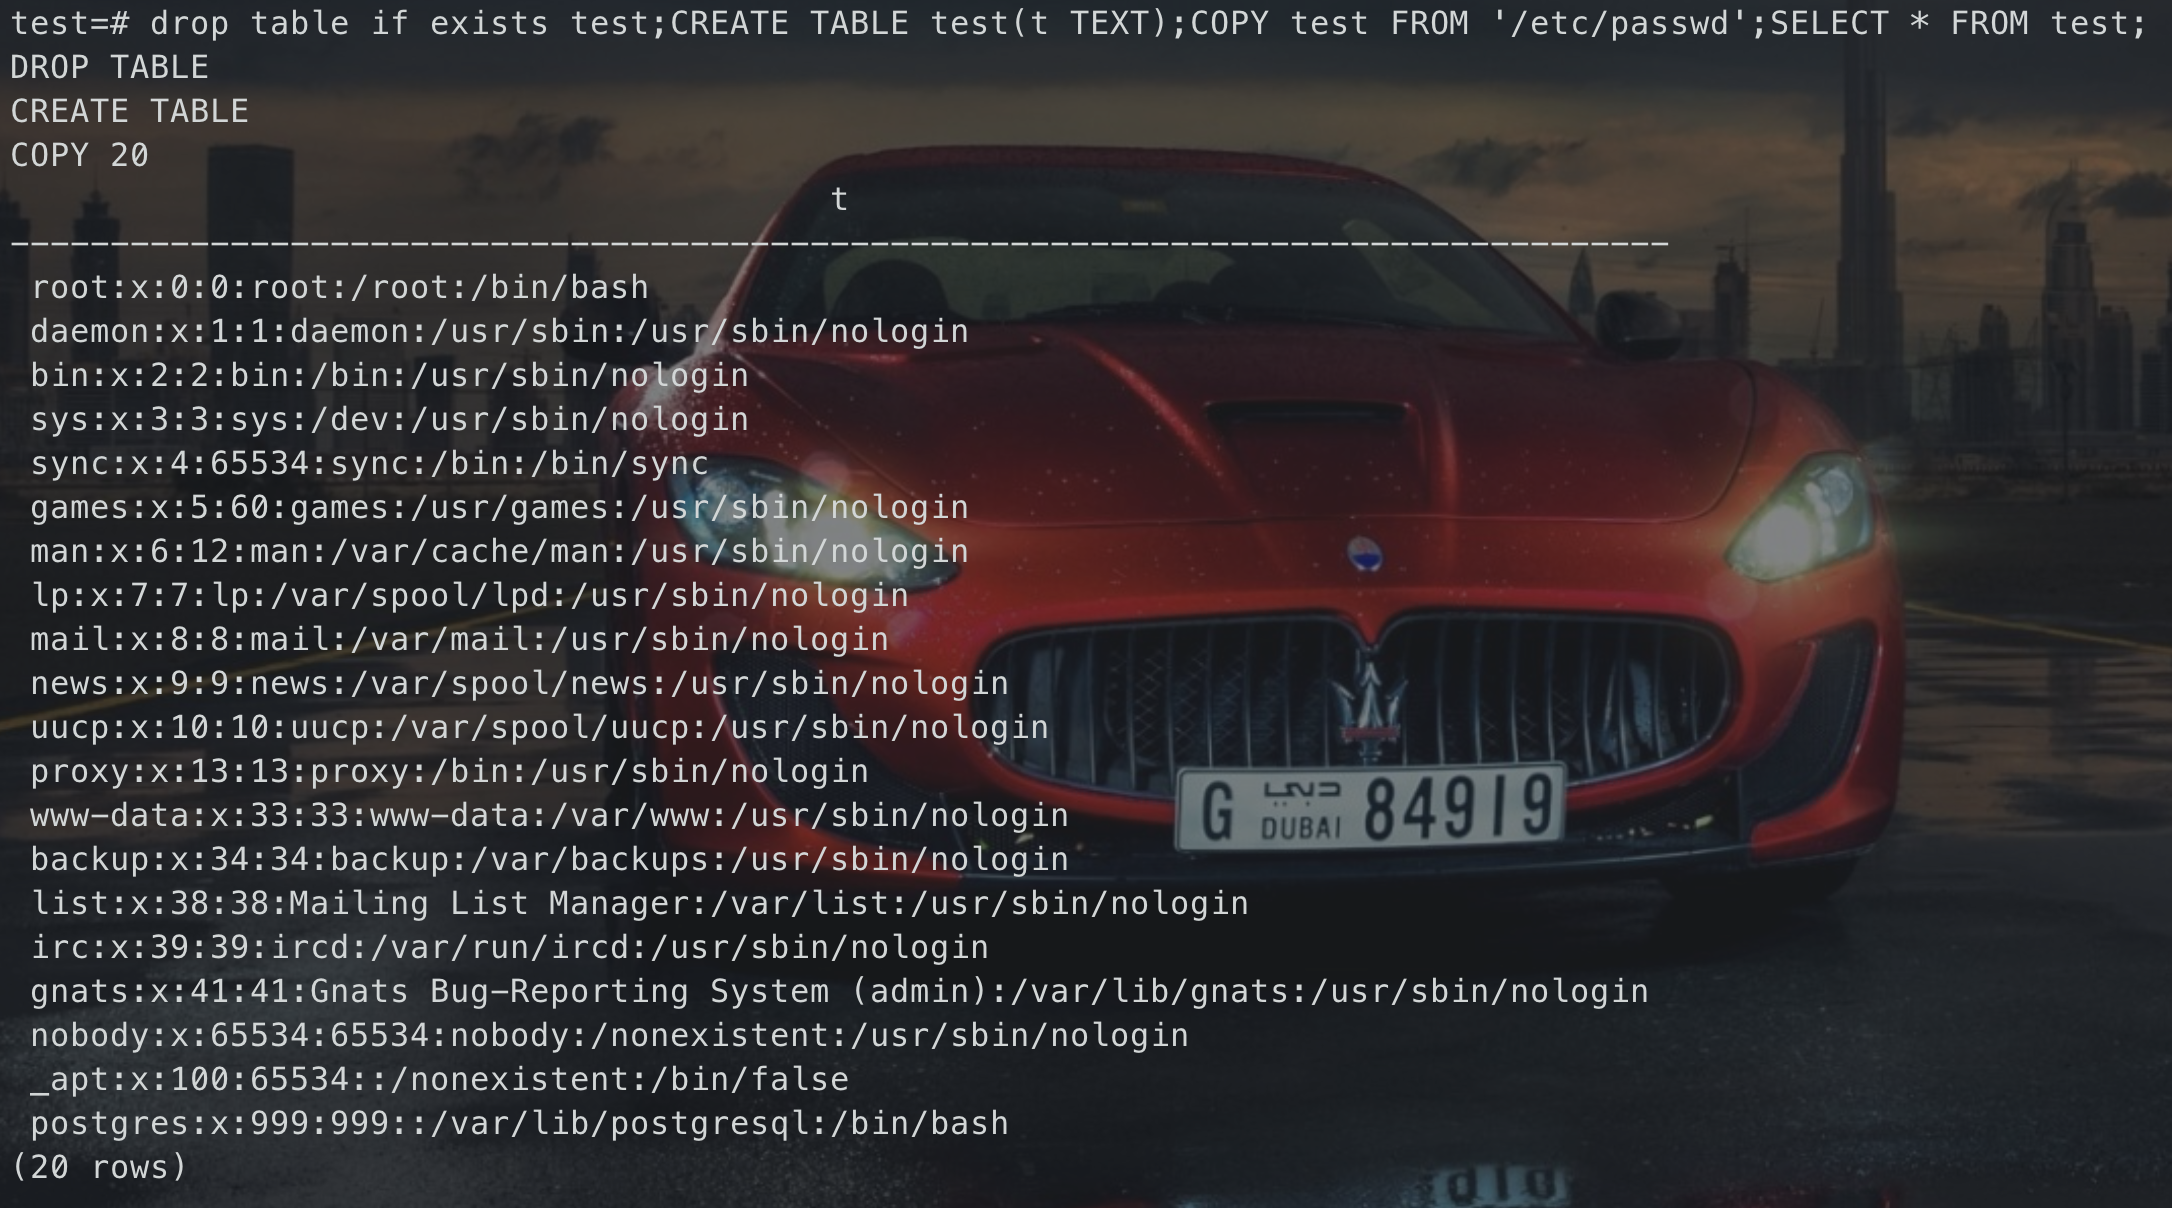 test=# drop table if exists test;CREATE TABLE test(t TEXT);COPY test FROM '/etc/passwd';SELECT * FROM test;
DROP TABLE
CREATE TABLE
COPY 20
t
-----------------------------------------------------------------------------------
root:x:0:0:root:/root:/bin/bash
daemon:x:1:1:daemon:/usr/sbin:/usr/sbin/nologin
bin:x:2:2:bin:/bin:/usr/sbin/nologin
sys:x:3:3:sys:/dev:/usr/sbin/nologin
sync:x:4:65534:sync:/bin:/bin/sync
games:x:5:60:games:/usr/games:/usr/sbin/nologin
man:x:6:12:man:/var/cache/man:/usr/sbin/nologin
lp:x:7:7:lp:/var/spool/lpd:/usr/sbin/nologin
mail:x:8:8:mail:/var/mail:/usr/sbin/nologin
news:x:9:9:news:/var/spool/news:/usr/sbin/nologin
uucp:x:10:10:uucp:/var/spool/uucp:/usr/sbin/nologin
proxy:x:13:13:proxy:/bin:/usr/sbin/nologin
www-data:x:33:33:www-data:/var/www:/usr/sbin/nologin
backup:x:34:34:backup:/var/backups:/usr/sbin/nologin
list:x:38:38:Mailing List Manager:/var/list:/usr/sbin/nologin
irc:x:39:39:ircd:/var/run/ircd:/usr/sbin/nologin
gnats:x:41:41:Gnats Bug-Reporting System (admin):/var/lib/gnats:/usr/sbin/nologin
nobody:x:65534:65534:nobody:/nonexistent:/usr/sbin/nologin
_apt:x:100:65534::/nonexistent:/bin/false
postgres:x:999:999::/var/lib/postgresql:/bin/bash
(20 rows)
G دبي DUBAI 84919